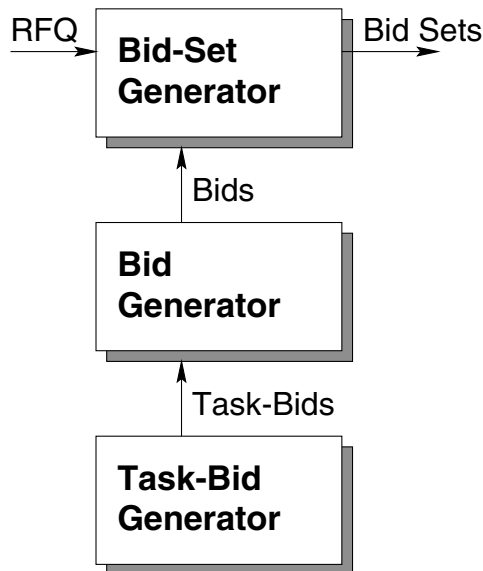 RFQ
Bid-Set
Generator
Bid Sets
Bids
Bid
Generator
Task-Bids
Task-Bid
Generator